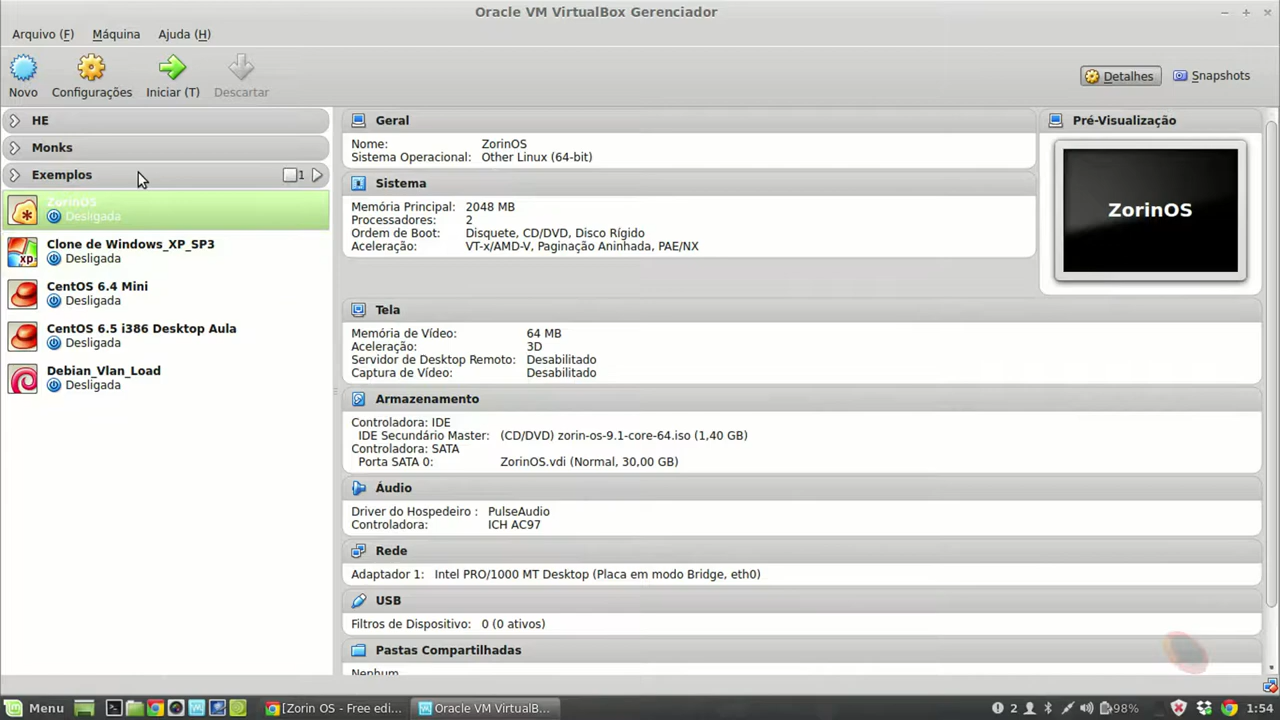 Oracle VM VirtualBox Gerenciador
Arquivo (F) Máquina Ajuda (H)
Novo Configurações Iniciar (T) Descartar
Detalhes Snapshots
HE
Monks
Exemplos 1
ZorinOS
Desligada
Clone de Windows_XP_SP3
Desligada
CentOS 6.4 Mini
Desligada
CentOS 6.5 i386 Desktop Aula
Desligada
Debian_Vlan_Load
Desligada
Geral
Nome: ZorinOS
Sistema Operacional: Other Linux (64-bit)
Sistema
Memória Principal: 2048 MB
Processadores: 2
Ordem de Boot: Disquete, CD/DVD, Disco Rígido
Aceleração: VT-x/AMD-V, Paginação Aninhada, PAE/NX
Pré-Visualização
ZorinOS
Tela
Memória de Vídeo: 64 MB
Aceleração: 3D
Servidor de Desktop Remoto: Desabilitado
Captura de Vídeo: Desabilitado
Armazenamento
Controladora: IDE
IDE Secundário Master: (CD/DVD) zorin-os-9.1-core-64.iso (1,40 GB)
Controladora: SATA
Porta SATA 0: ZorinOS.vdi (Normal, 30,00 GB)
Áudio
Driver do Hospedeiro : PulseAudio
Controladora: ICH AC97
Rede
Adaptador 1: Intel PRO/1000 MT Desktop (Placa em modo Bridge, eth0)
USB
Filtros de Dispositivo: 0 (0 ativos)
Pastas Compartilhadas
Nenhum
Menu [Zorin OS - Free edi... Oracle VM VirtualB... 2 98% 1:54